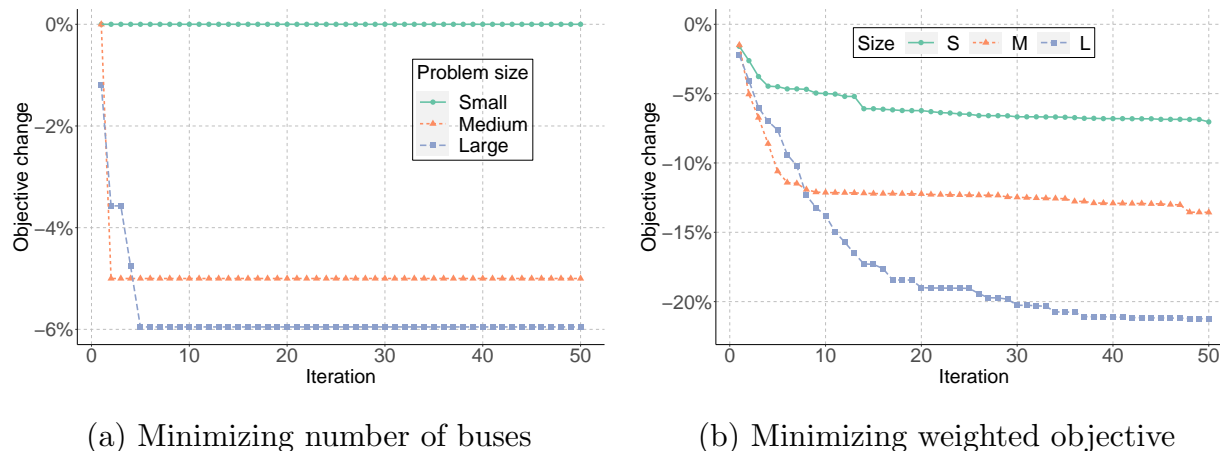 0%
−2%
−4%
−6%
Objective change
Problem size
Small
Medium
Large
0 10 20 30 40 50
Iteration
(a) Minimizing number of buses
0%
−5%
−10%
−15%
−20%
Objective change
Size S M L
0 10 20 30 40 50
Iteration
(b) Minimizing weighted objective